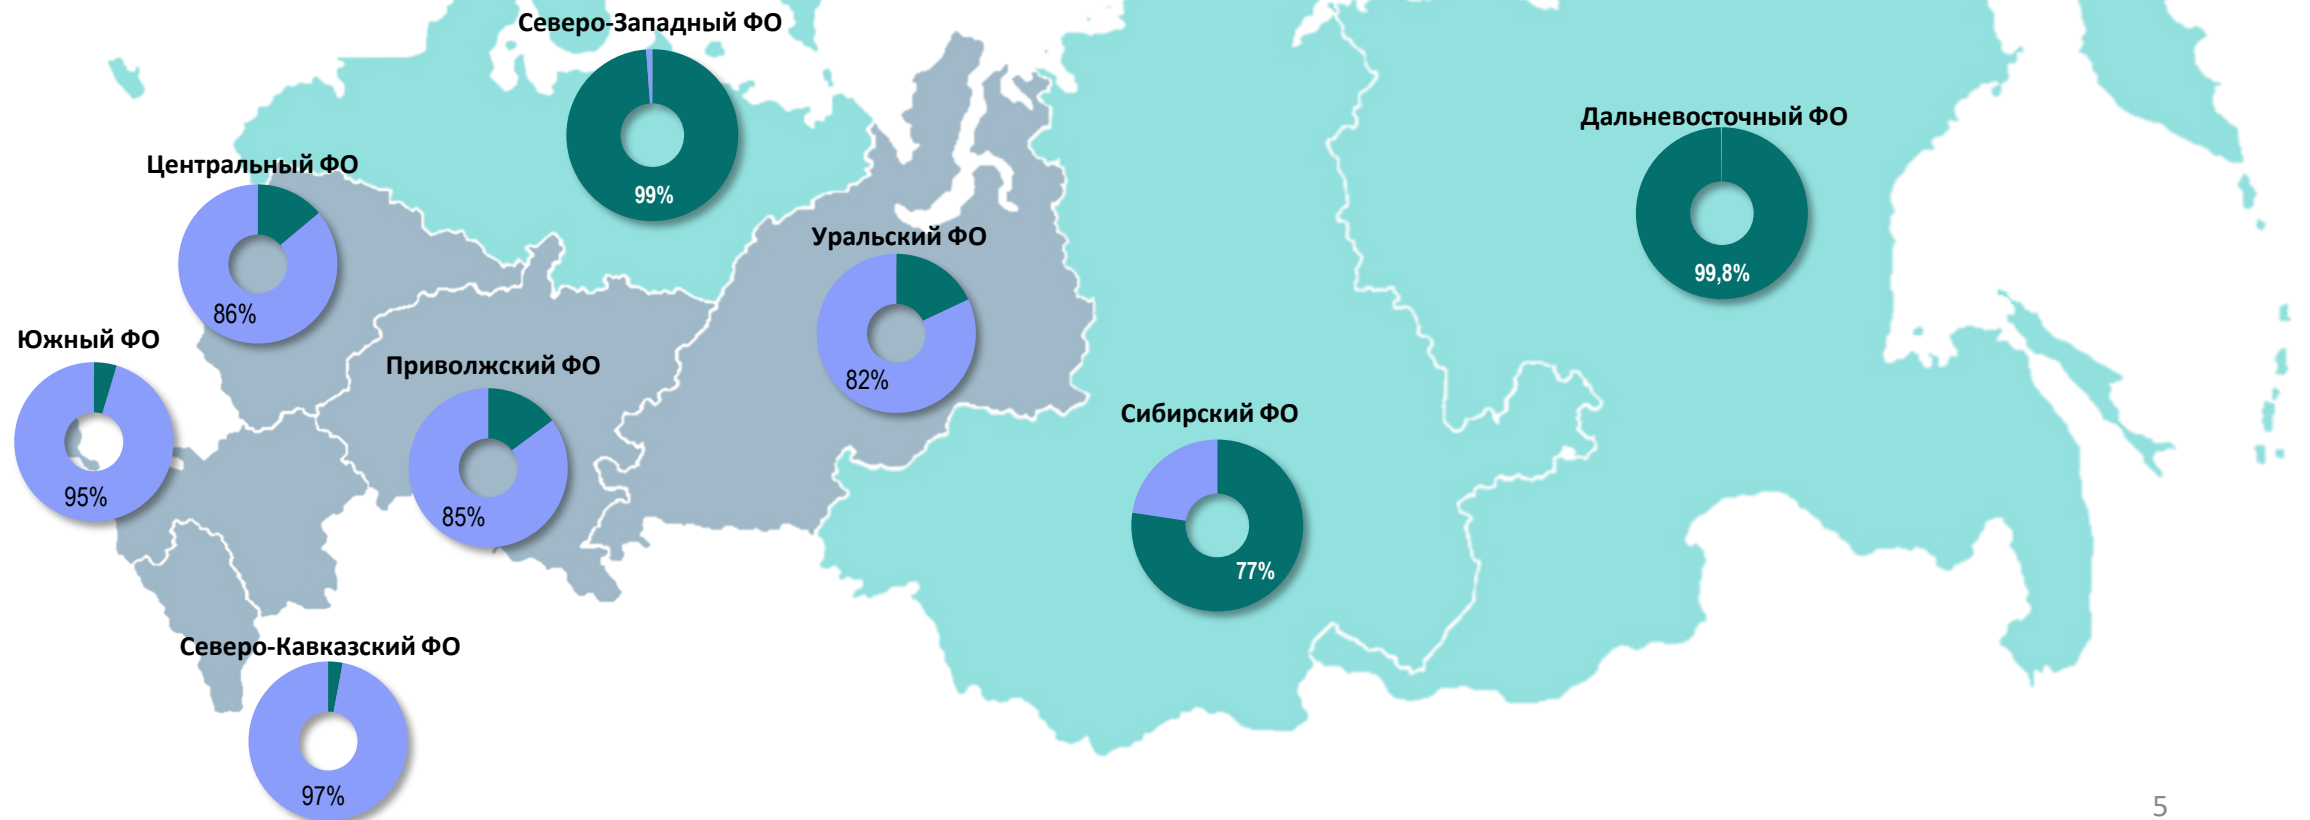 Северо-Западный ФО
99%
Дальневосточный ФО
99,8%
Центральный ФО
86%
Уральский ФО
82%
Южный ФО
95%
Приволжский ФО
85%
Сибирский ФО
77%
Северо-Кавказский ФО
97%
5